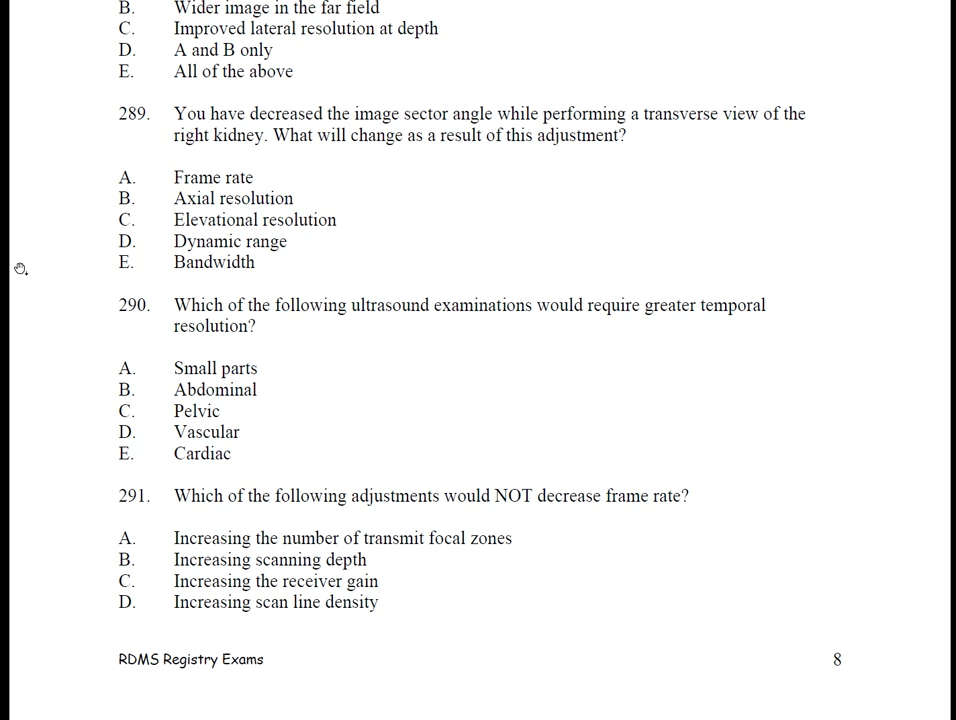 B. Wider image in the far field
C. Improved lateral resolution at depth
D. A and B only
E. All of the above
289. You have decreased the image sector angle while performing a transverse view of the
right kidney. What will change as a result of this adjustment?
A. Frame rate
B. Axial resolution
C. Elevational resolution
D. Dynamic range
E. Bandwidth
290. Which of the following ultrasound examinations would require greater temporal
resolution?
A. Small parts
B. Abdominal
C. Pelvic
D. Vascular
E. Cardiac
291. Which of the following adjustments would NOT decrease frame rate?
A. Increasing the number of transmit focal zones
B. Increasing scanning depth
C. Increasing the receiver gain
D. Increasing scan line density
RDMS Registry Exams 8